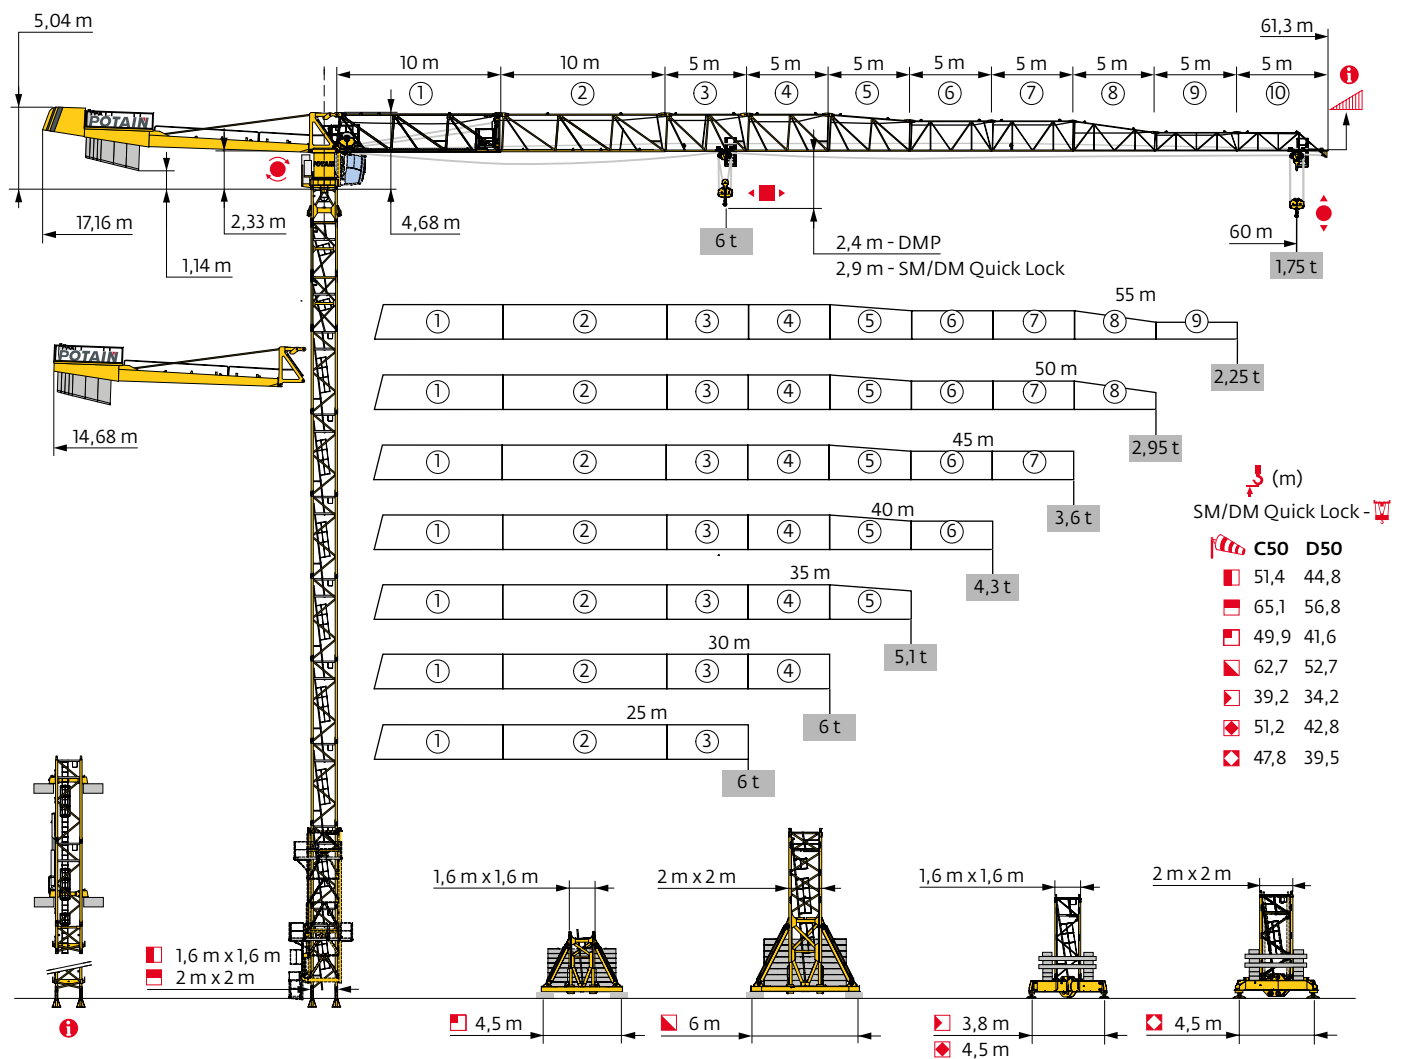 5,04 m
61,3 m
10 m 10 m 5 m 5 m 5 m 5 m 5 m 5 m 5 m 5 m
1 2 3 4 5 6 7 8 9 10
i
POTAIN
POTAIN
17,16 m
2,33 m
4,68 m
1,14 m
6 t
2,4 m - DMP
2,9 m - SM/DM Quick Lock
60 m
1,75 t
55 m
1 2 3 4 5 6 7 8 9
2,25 t
POTAIN
14,68 m
50 m
1 2 3 4 5 6 7 8
2,95 t
45 m
1 2 3 4 5 6 7
3,6 t
40 m
1 2 3 4 5 6
4,3 t
35 m
1 2 3 4 5
5,1 t
30 m
1 2 3 4
6 t
25 m
1 2 3
6 t
(m)
SM/DM Quick Lock -
C50 D50
51,4 44,8
65,1 56,8
49,9 41,6
62,7 52,7
39,2 34,2
51,2 42,8
47,8 39,5
1,6 m x 1,6 m
2 m x 2 m
1,6 m x 1,6 m
2 m x 2 m
1,6 m x 1,6 m
2 m x 2 m
i
4,5 m
6 m
3,8 m
4,5 m
4,5 m